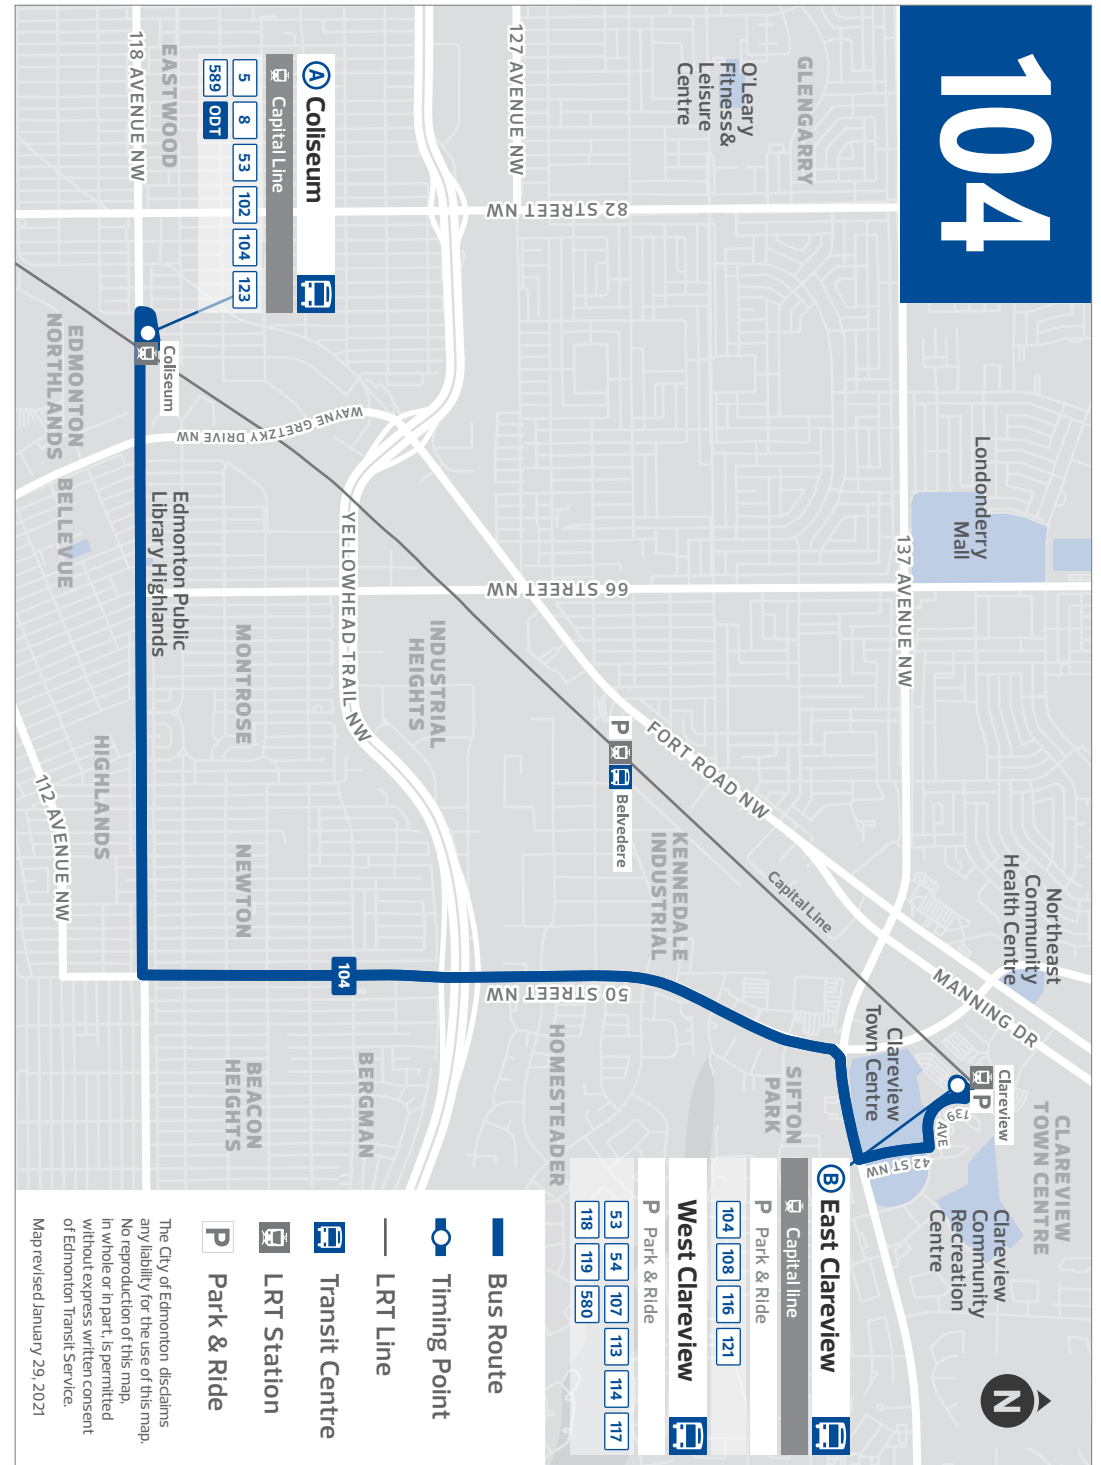 104
GLENGARRY
O'Leary
Fitness&
Leisure
Centre
127 AVENUE NW
118 AVENUE NW
EASTWOOD
A Coliseum
Capital Line
5 8 53 102 104 123
589 ODT
82 STREET NW
Coliseum
EDMONTON
NORTHLANDS
BELLEVUE
WAYNE GRETZKY DRIVE NW
Edmonton Public
Library Highlands
YELLOWHEAD TRAIL NW
66 STREET NW
Londonderry
Mall
137 AVENUE NW
MONTROSE
INDUSTRIAL
HEIGHTS
HIGHLANDS
112 AVENUE NW
NEWTON
P
Belvedere
FORT ROAD NW
KENNEDALE
INDUSTRIAL
Capital Line
Northeast
Community
Health Centre
MANNING DR
104
50 STREET NW
HOMESTEADER
BERGMAN
BEACON
HEIGHTS
SIFTON
PARK
Clareview
Town Centre
Clareview
P
139 AVE
42 ST NW
CLAREVIEW
TOWN CENTRE
Clareview
Community
Recreation
Centre
B East Clareview
Capital line
P Park & Ride
104 108 116 121
West Clareview
P Park & Ride
53 54 107 113 114 117
118 119 580
N
Bus Route
Timing Point
LRT Line
Transit Centre
LRT Station
P Park & Ride
The City of Edmonton disclaims
any liability for the use of this map.
No reproduction of this map,
in whole or in part, is permitted
without express written consent
of Edmonton Transit Service.
Map revised January 29, 2021